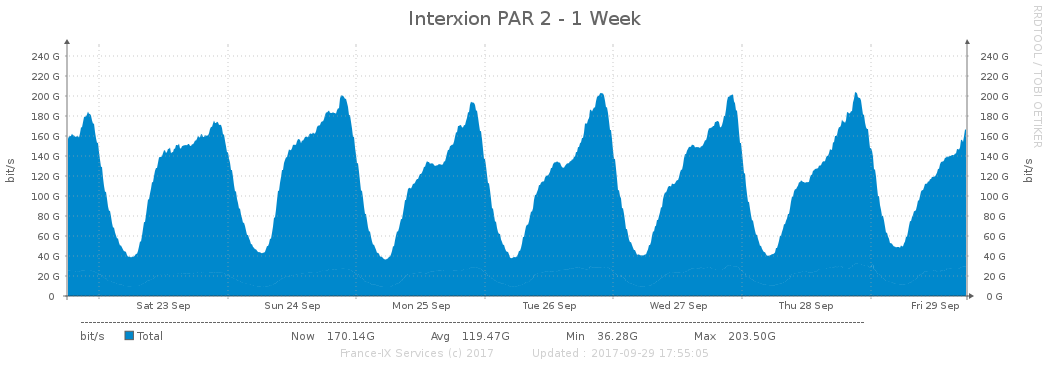 Interxion PAR 2 - 1 Week
RRDTOOL / TOBI OETIKER
bit/s
240 G 240 G
220 G 220 G
200 G 200 G
180 G 180 G
160 G 160 G
140 G 140 G
120 G 120 G
100 G 100 G
80 G 80 G
60 G 60 G
40 G 40 G
20 G 20 G
0 0 G
bit/s
Sat 23 Sep Sun 24 Sep Mon 25 Sep Tue 26 Sep Wed 27 Sep Thu 28 Sep Fri 29 Sep
bit/s Total Now 170.14G Avg 119.47G Min 36.28G Max 203.50G
France-IX Services (c) 2017 Updated : 2017-09-29 17:55:05